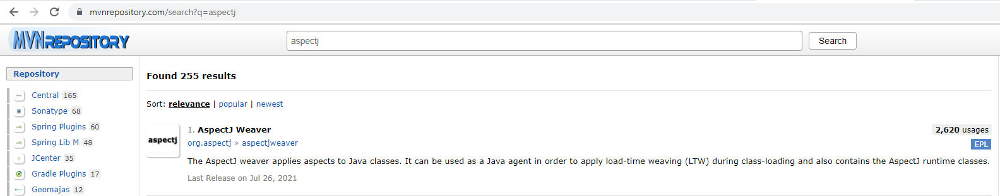 mvnrepository.com/search?q=aspectj
MVNREPOSITORY
aspectj
Search
Repository
Central 165
Sonatype 68
Spring Plugins 60
Spring Lib M 48
JCenter 35
Gradle Plugins 17
Geomajas 12
Found 255 results
Sort: relevance | popular | newest
aspectj
1. AspectJ Weaver
2,620 usages
org.aspectj » aspectjweaver
EPL
The AspectJ weaver applies aspects to Java classes. It can be used as a Java agent in order to apply load-time weaving (LTW) during class-loading and also contains the AspectJ runtime classes.
Last Release on Jul 26, 2021